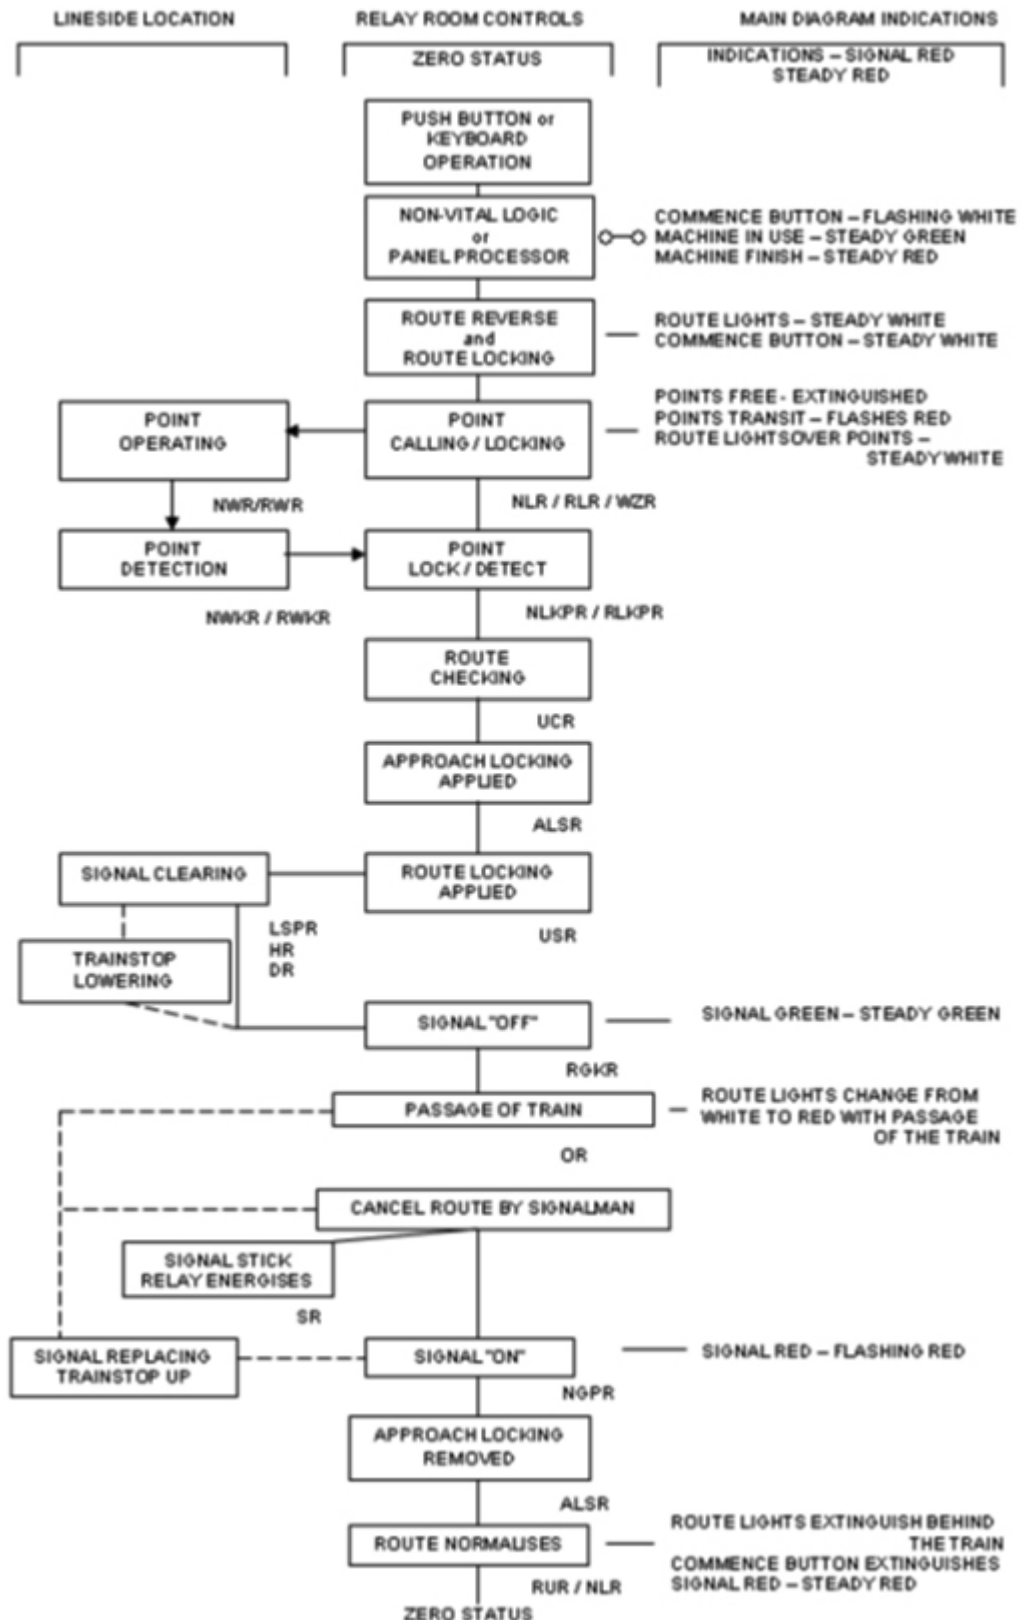 LINESIDE LOCATION
RELAY ROOM CONTROLS
MAIN DIAGRAM INDICATIONS
ZERO STATUS
INDICATIONS – SIGNAL RED
STEADY RED
PUSH BUTTON or
KEYBOARD
OPERATION
NON-VITAL LOGIC
or
PANEL PROCESSOR
COMMENCE BUTTON – FLASHING WHITE
MACHINE IN USE – STEADY GREEN
MACHINE FINISH – STEADY RED
ROUTE REVERSE
and
ROUTE LOCKING
ROUTE LIGHTS – STEADY WHITE
COMMENCE BUTTON – STEADY WHITE
POINT
OPERATING
POINT
CALLING / LOCKING
POINTS FREE - EXTINGUISHED
POINTS TRANSIT – FLASHES RED
ROUTE LIGHTSOVER POINTS –
STEADY WHITE
NWR/RWR
NLR / RLR / WZR
POINT
DETECTION
POINT
LOCK / DETECT
NWKR / RWKR
NLKPR / RLKPR
ROUTE
CHECKING
UCR
APPROACH LOCKING
APPLIED
ALSR
SIGNAL CLEARING
ROUTE LOCKING
APPLIED
LSPR
HR
DR
USR
TRAINSTOP
LOWERING
SIGNAL "OFF"
SIGNAL GREEN – STEADY GREEN
RGKR
PASSAGE OF TRAIN
ROUTE LIGHTS CHANGE FROM
WHITE TO RED WITH PASSAGE
OF THE TRAIN
OR
CANCEL ROUTE BY SIGNALMAN
SIGNAL STICK
RELAY ENERGISES
SR
SIGNAL REPLACING
TRAINSTOP UP
SIGNAL "ON"
SIGNAL RED – FLASHING RED
NGPR
APPROACH LOCKING
REMOVED
ALSR
ROUTE NORMALISES
ROUTE LIGHTS EXTINGUISH BEHIND
THE TRAIN
COMMENCE BUTTON EXTINGUISHES
SIGNAL RED – STEADY RED
RUR / NLR
ZERO STATUS